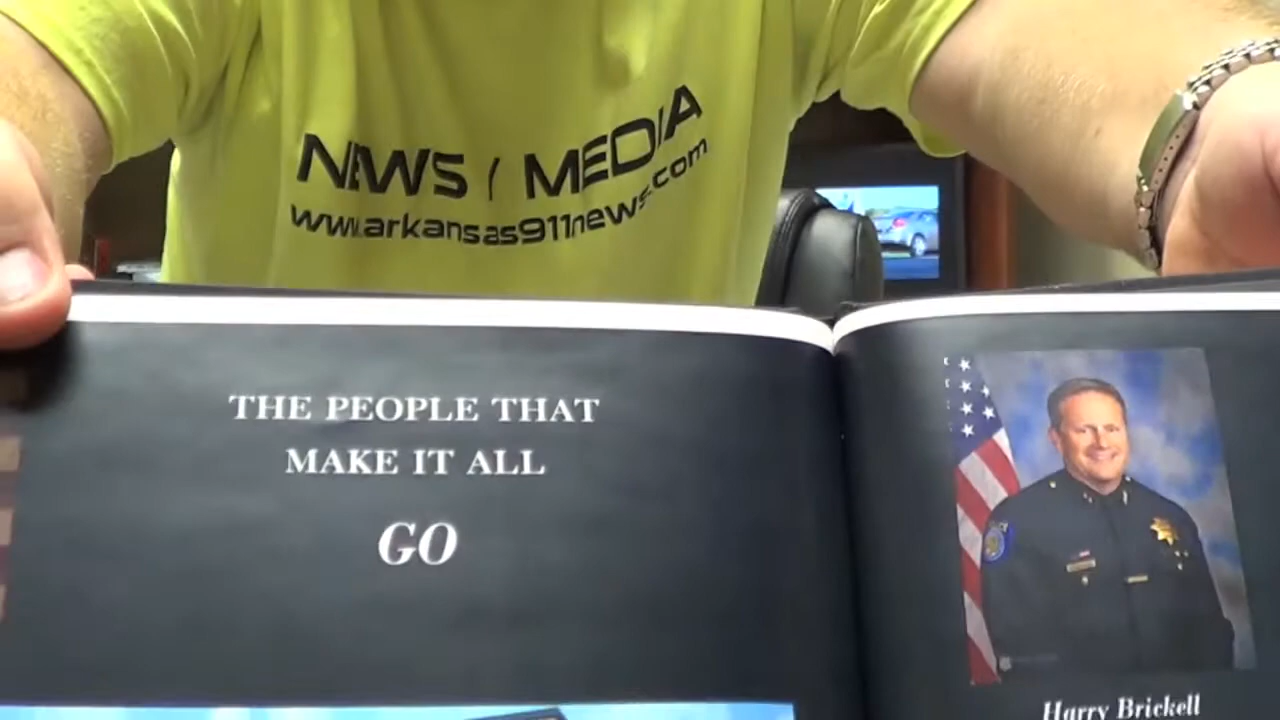 NEWS / MEDIA
www.arkansas911news.com
THE PEOPLE THAT
MAKE IT ALL
GO
Harry Brickell